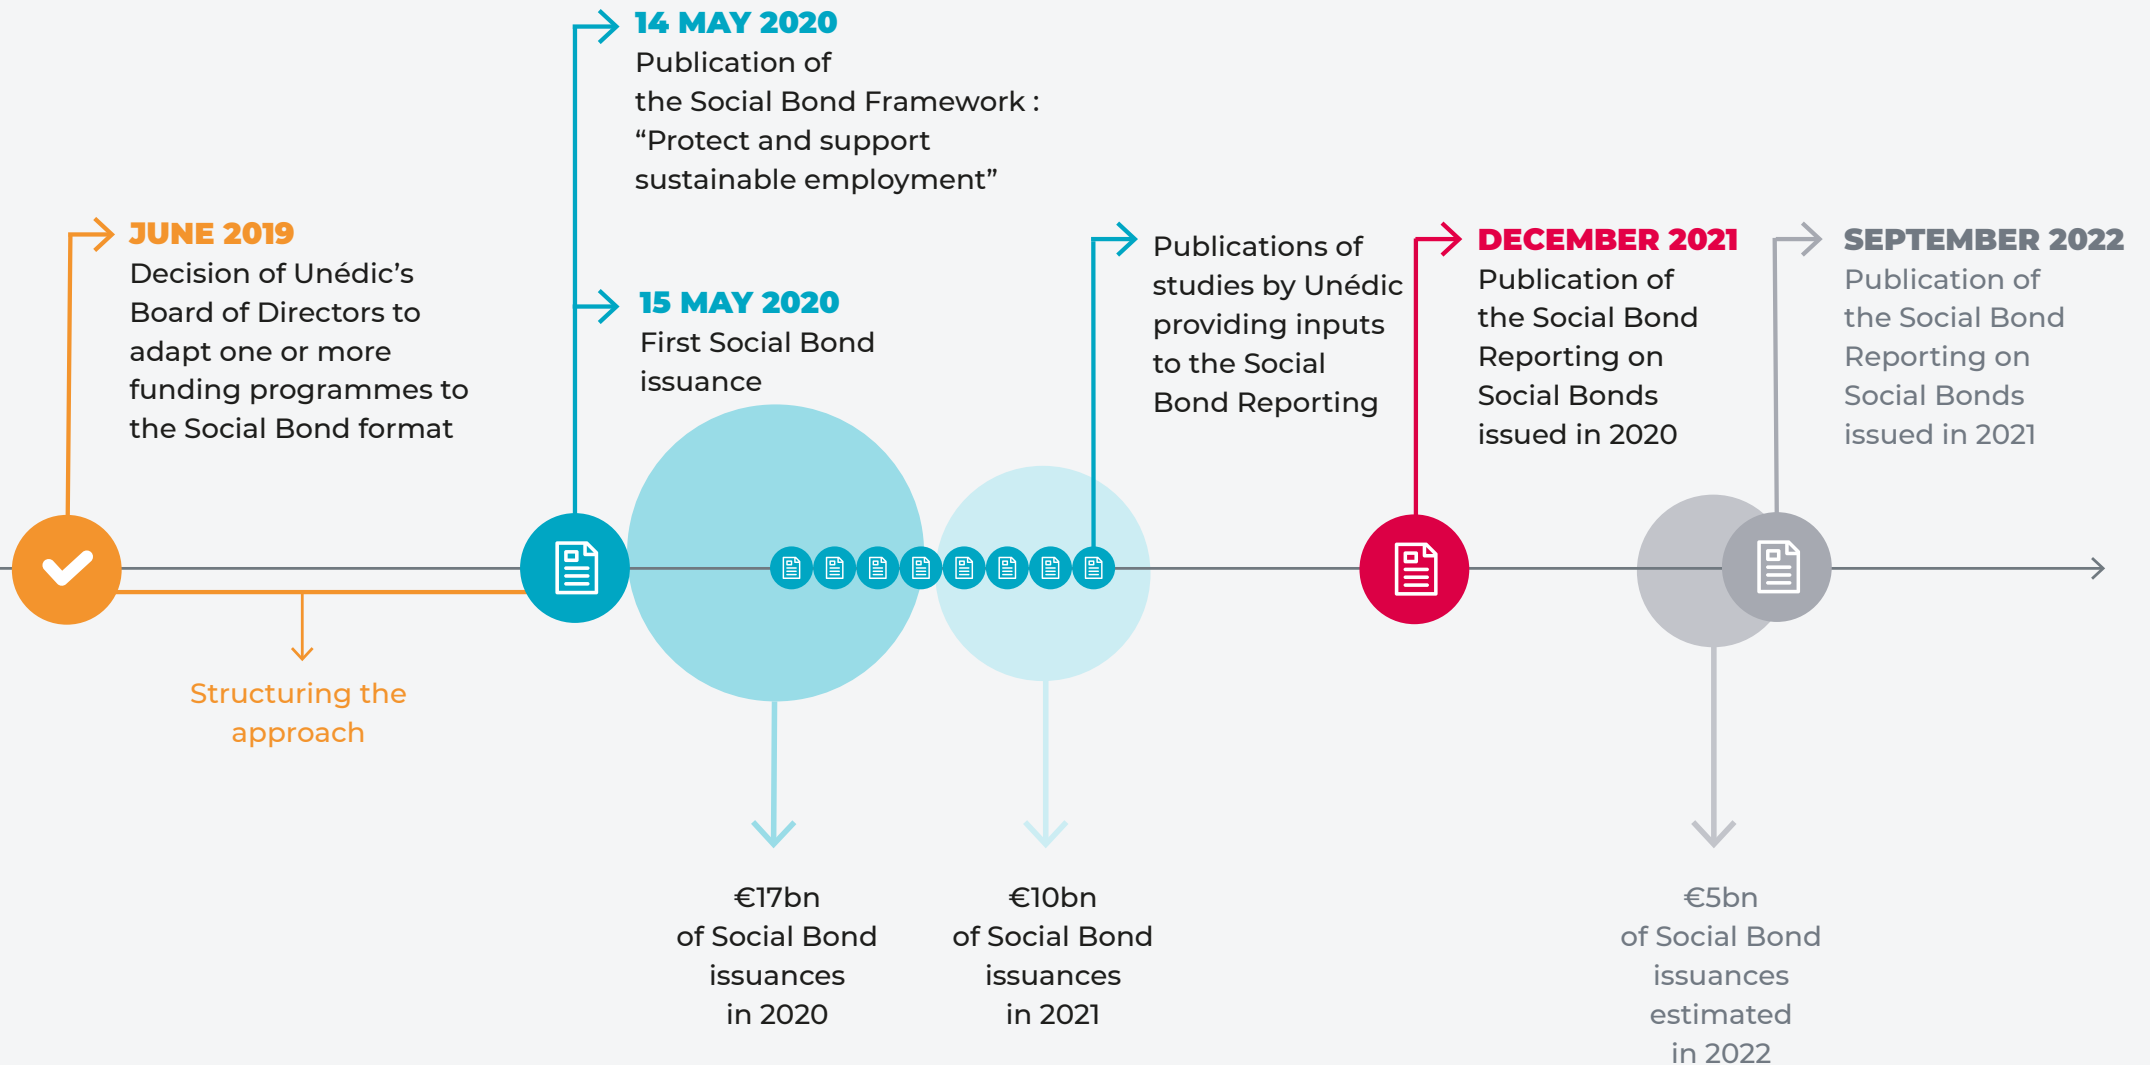 14 MAY 2020
Publication of
the Social Bond Framework :
“Protect and support
sustainable employment”
JUNE 2019
Decision of Unédic’s
Board of Directors to
adapt one or more
funding programmes to
the Social Bond format
15 MAY 2020
First Social Bond
issuance
Publications of
studies by Unédic
providing inputs
to the Social
Bond Reporting
DECEMBER 2021
Publication of
the Social Bond
Reporting on
Social Bonds
issued in 2020
SEPTEMBER 2022
Publication of
the Social Bond
Reporting on
Social Bonds
issued in 2021
Structuring the
approach
€17bn
of Social Bond
issuances
in 2020
€10bn
of Social Bond
issuances
in 2021
€5bn
of Social Bond
issuances
estimated
in 2022